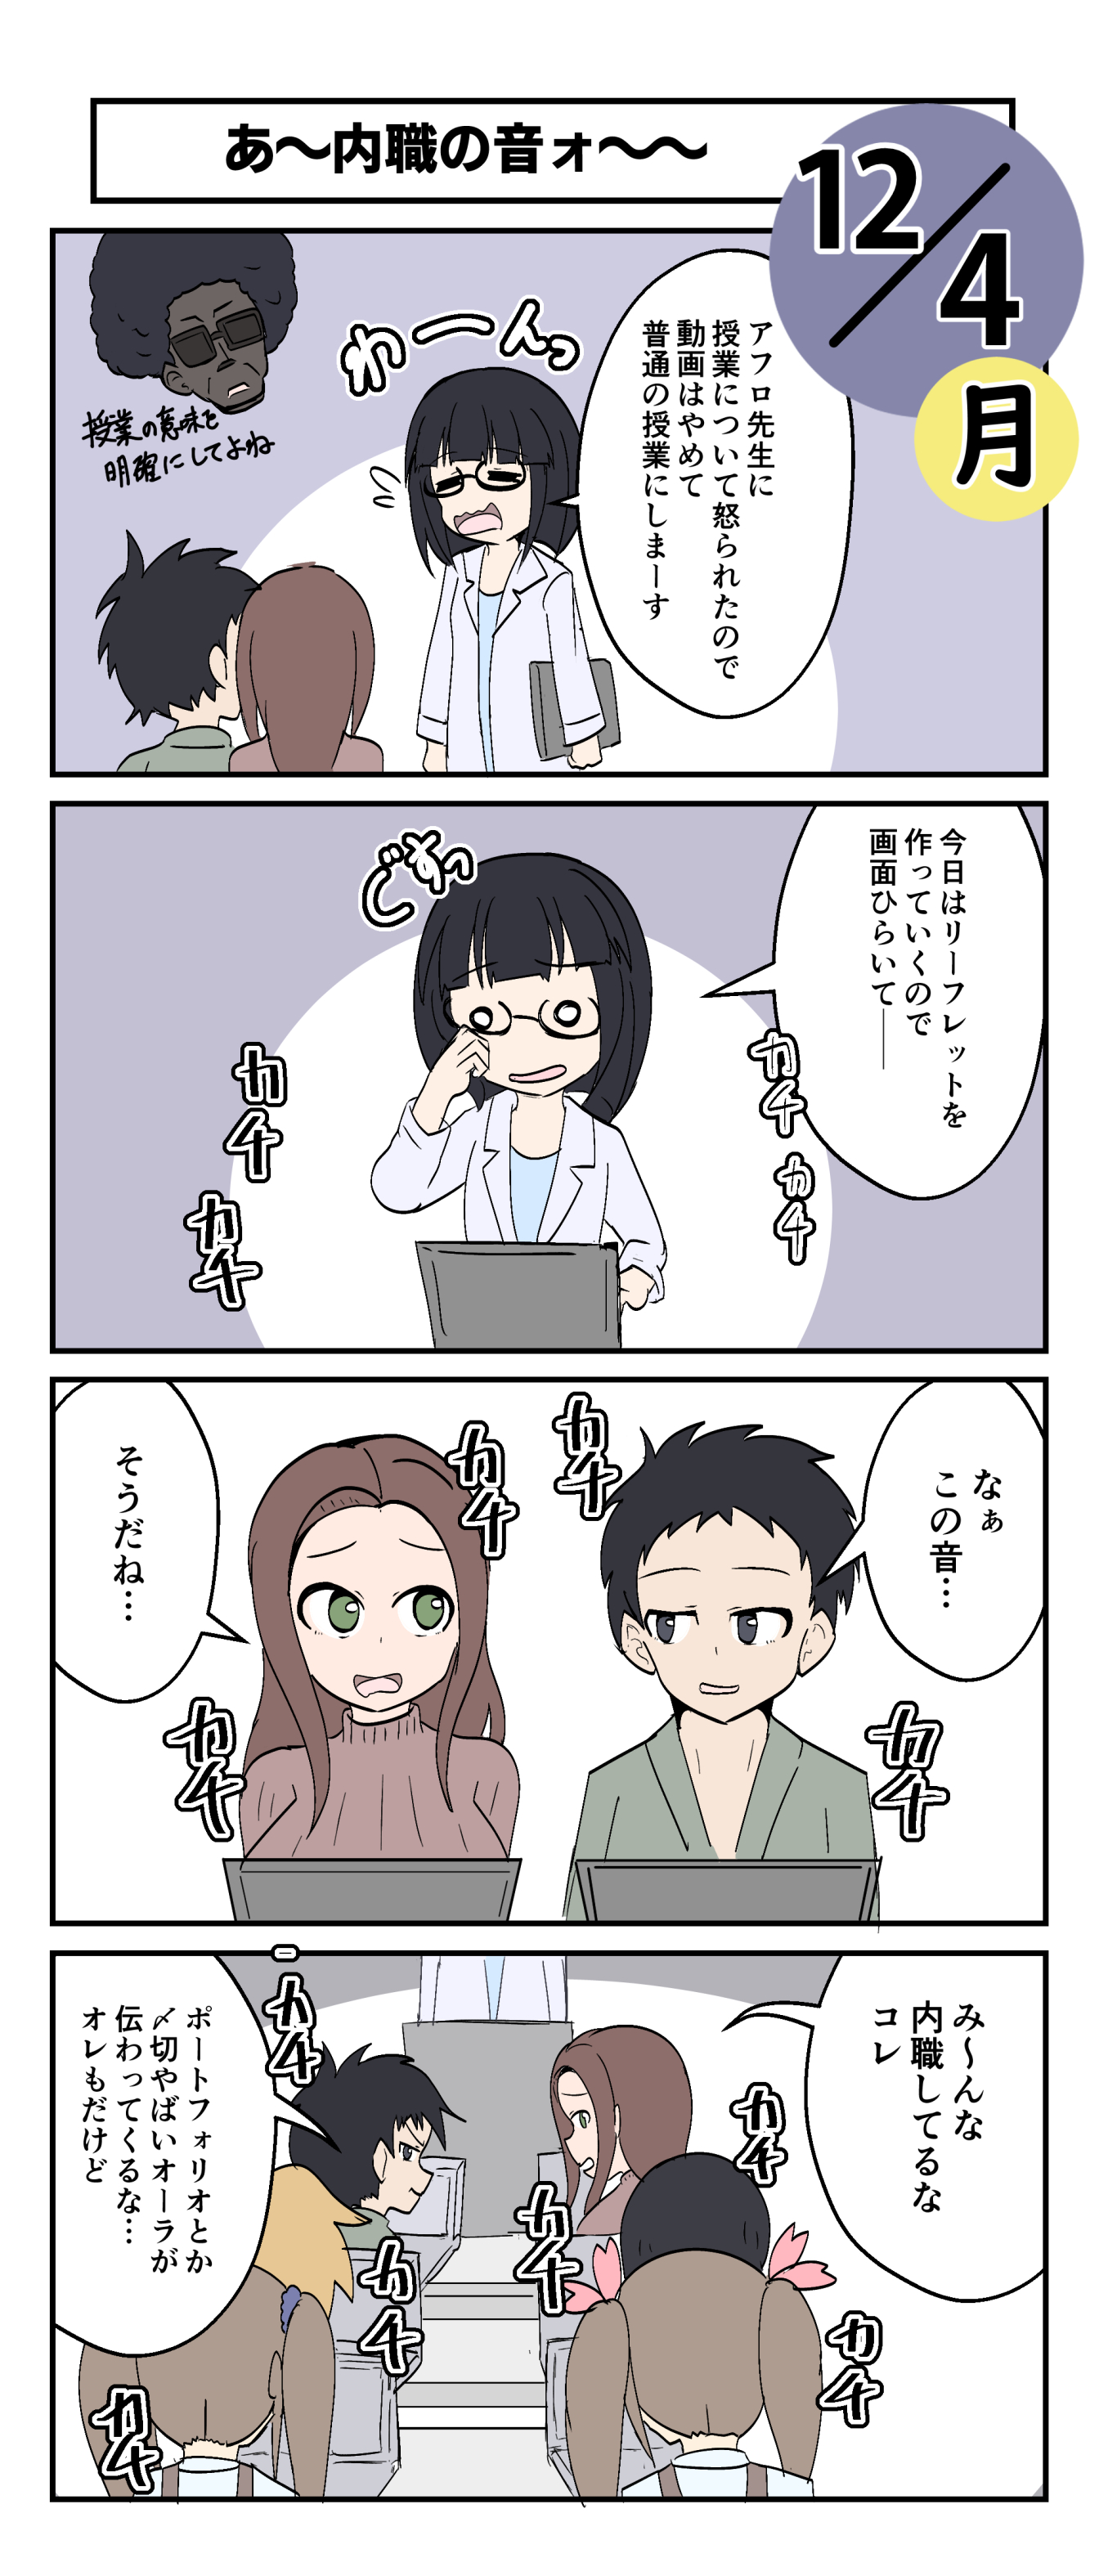 あ～内職の音ォ～～
12/4
月
わーんっ
アフロ先生に
授業について怒られたので
動画はやめて
普通の授業にしまーす
授業の意味を
明確にしてよね
今日はリーフレットを
作っていくので
画面ひらいて──
カチ
カチ
カチ
カチ
なぁ
この音…
カチ
カチ
そうだね…
カチ
カチ
み～んな
内職してるな
コレ
カチ
カチ
カチ
カチ
ポートフォリオとか
〆切やばいオーラが
伝わってくるな…
オレもだけど
カチ
カチ